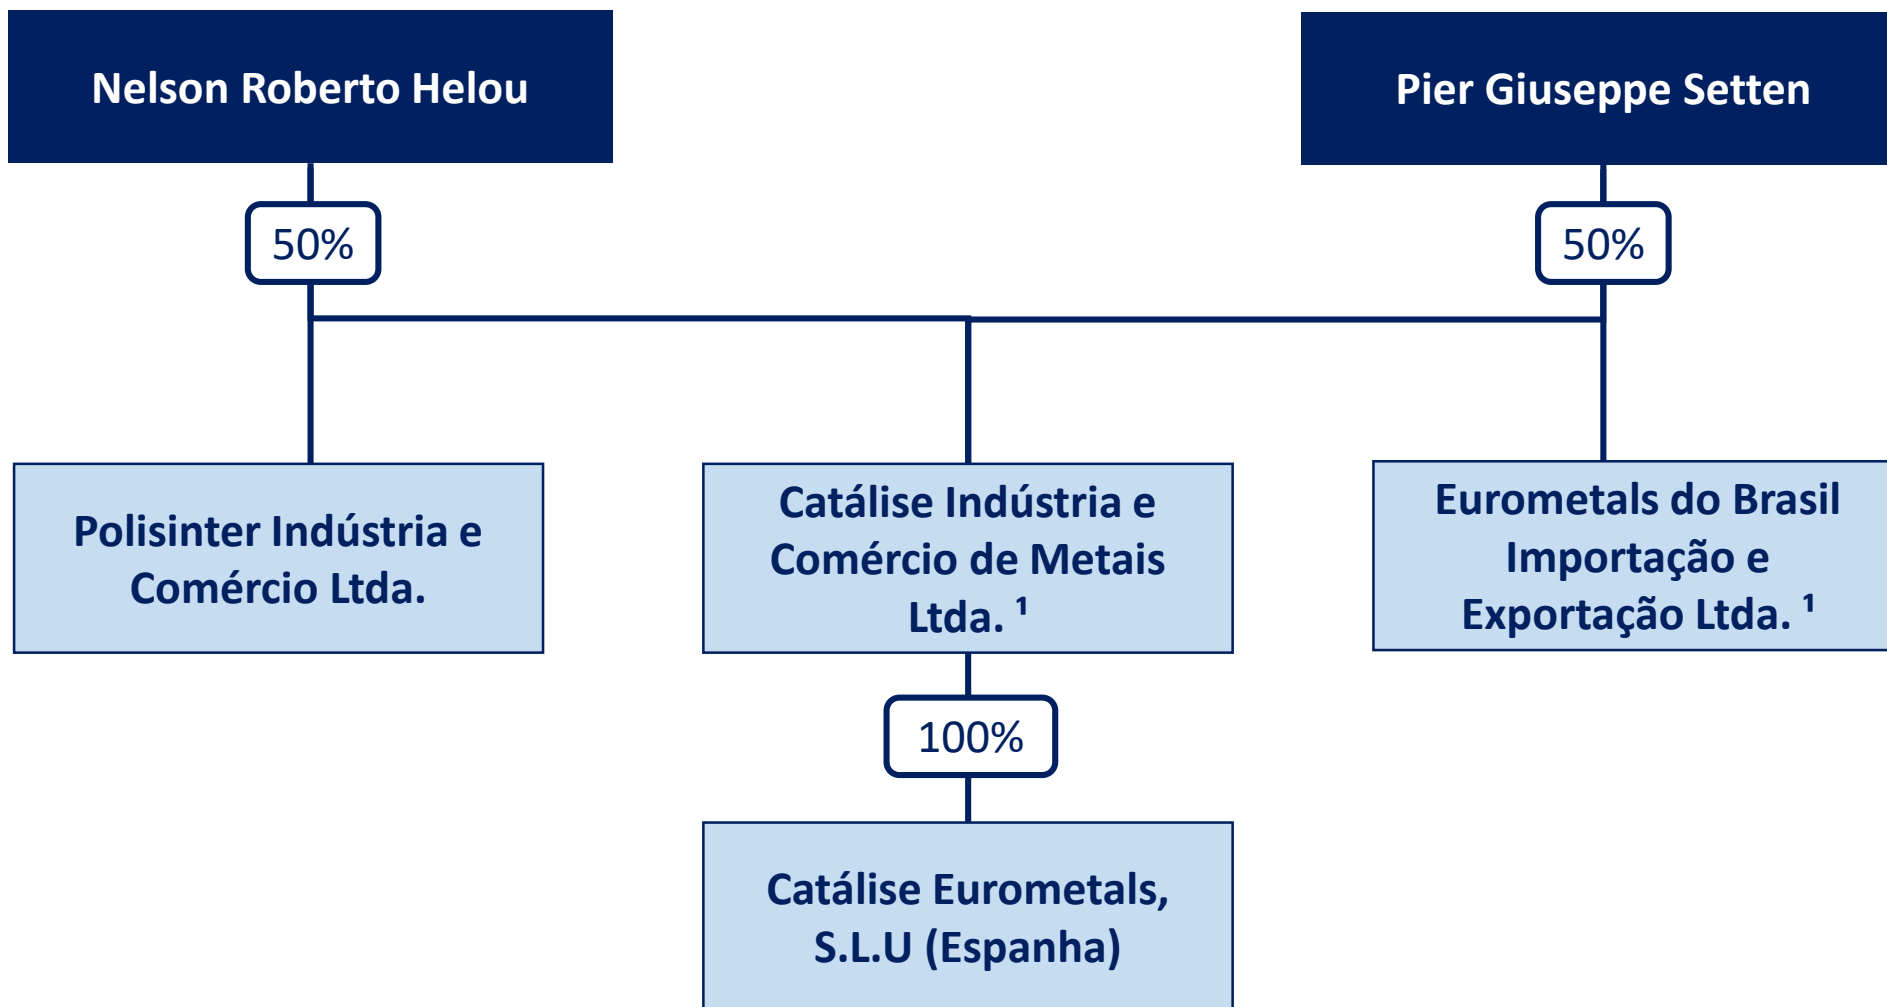 Nelson Roberto Helou
Pier Giuseppe Setten
50%
50%
Polisinter Indústria e
Comércio Ltda.
Catálise Indústria e
Comércio de Metais
Ltda. ¹
Eurometals do Brasil
Importação e
Exportação Ltda. ¹
100%
Catálise Eurometals,
S.L.U (Espanha)